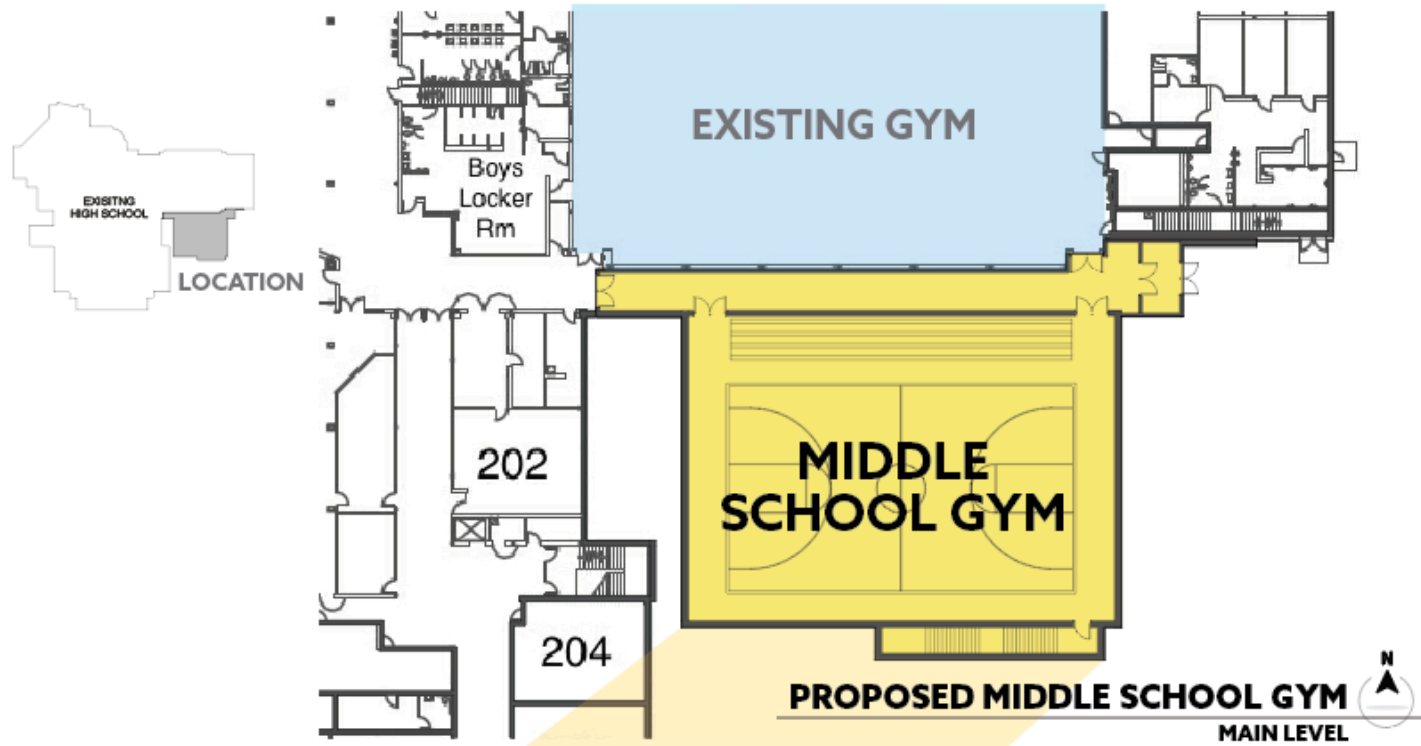 EXISTING GYM
Boys
Locker
Rm
EXISITNG
HIGH SCHOOL
LOCATION
MIDDLE
SCHOOL GYM
202
204
N
PROPOSED MIDDLE SCHOOL GYM
MAIN LEVEL